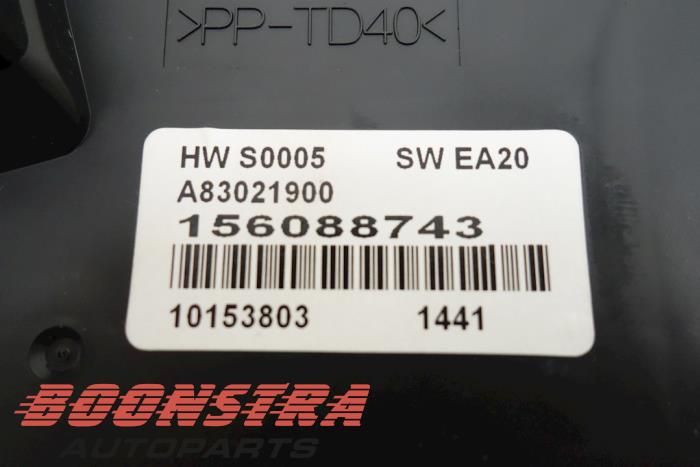 >PP-TD40<
HW S0005 SW EA20
A83021900
156088743
10153803 1441
BOONSTRA
AUTOPARTS